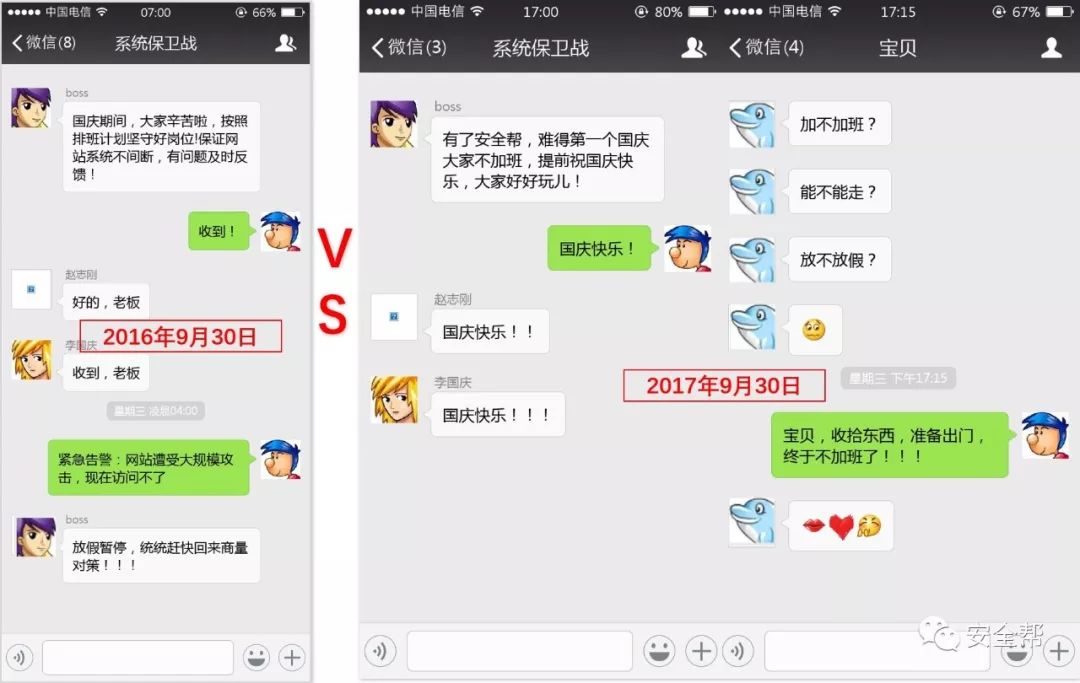 中国电信 07:00 66%
微信(8) 系统保卫战
boss
国庆期间，大家辛苦啦，按照
排班计划坚守好岗位!保证网
站系统不间断，有问题及时反
馈！
收到！
赵志刚
好的，老板
2016年9月30日
李国庆
收到，老板
星期三 凌晨04:00
紧急告警：网站遭受大规模攻
击，现在访问不了
boss
放假暂停，统统赶快回来商量
对策！！！
V
S
中国电信 17:00 80%
微信(3) 系统保卫战
boss
有了安全帮，难得第一个国庆
大家不加班，提前祝国庆快
乐，大家好好玩儿！
国庆快乐！
赵志刚
国庆快乐！！
李国庆
国庆快乐！！！
2017年9月30日
中国电信 17:15 67%
微信(4) 宝贝
加不加班？
能不能走？
放不放假？
星期三 下午17:15
宝贝，收拾东西，准备出门，
终于不加班了！！！
安全帮